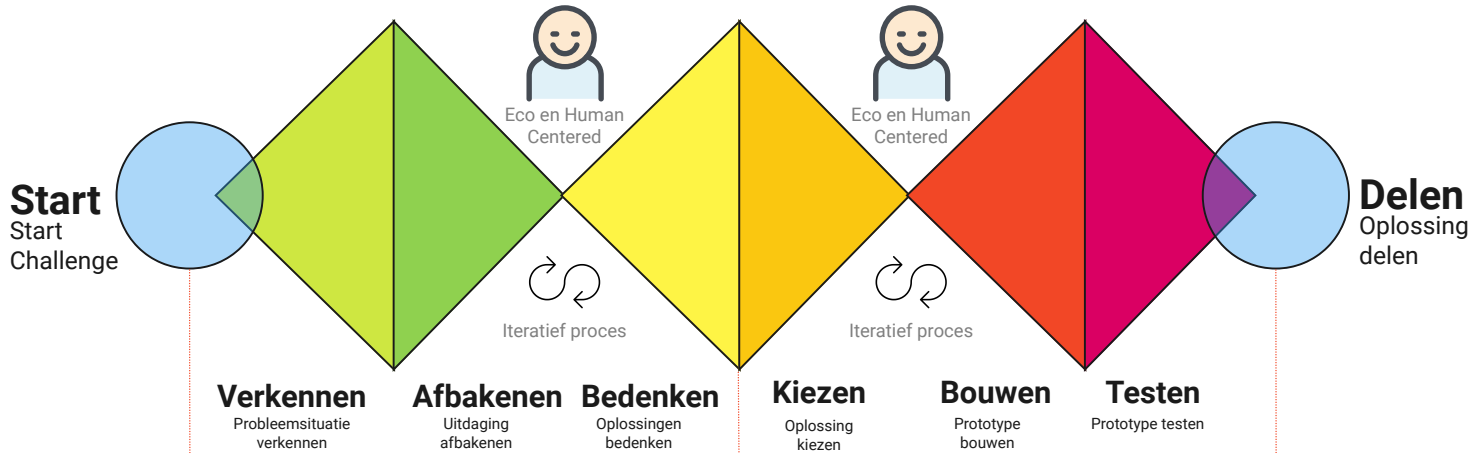 Eco en Human
Centered
Eco en Human
Centered
Start
Start
Challenge
Delen
Oplossing
delen
Iteratief proces
Iteratief proces
Verkennen
Probleemsituatie
verkennen
Afbakenen
Uitdaging
afbakenen
Bedenken
Oplossingen
bedenken
Kiezen
Oplossing
kiezen
Bouwen
Prototype
bouwen
Testen
Prototype testen